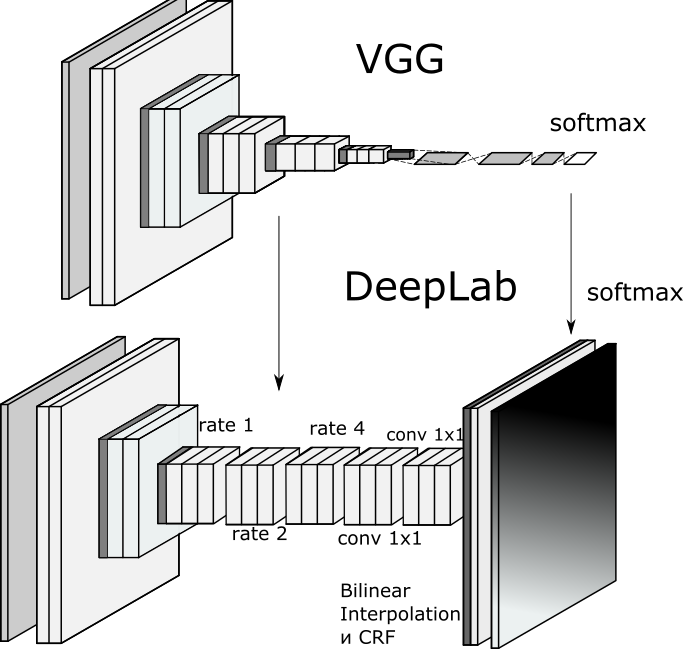 VGG
softmax
DeepLab
softmax
rate 1
rate 4
conv 1x1
rate 2
conv 1x1
Bilinear
Interpolation
и CRF